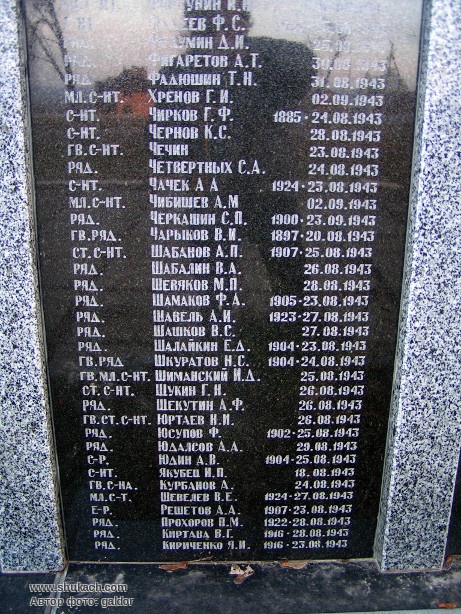 Ф.С.
Д.И. 25.08.1943
РЯД. ФИГАРЕТОВ А.Т. 30.08.1943
РЯД. ФАДЮШИН Т.Н. 31.08.1943
МЛ.С-НТ. ХРЕНОВ Г.И. 02.09.1943
С-НТ. ЧИРКОВ Г.Ф. 1885-24.08.1943
С-НТ. ЧЕРНОВ К.С. 28.08.1943
ГВ.С-НТ. ЧЕЧИН 23.08.1943
РЯД. ЧЕТВЕРТНЫХ С.А. 24.08.1943
С-НТ. ЧАЧЕК А А 1924-23.08.1943
МЛ.С-НТ. ЧИБИШЕВ А.М 02.09.1943
РЯД. ЧЕРКАШИН С.П. 1900-23.09.1943
ГВ.РЯД. ЧАРЫКОВ В.И. 1897-20.08.1943
СТ.С-НТ. ШАБАНОВ А.П. 1907-25.08.1943
РЯД. ШАБАЛИН В.А. 26.08.1943
РЯД. ШЕВЯКОВ М.П. 28.08.1943
РЯД. ШАМАКОВ Ф.А. 1905-23.08.1943
РЯД. ШАВЕЛЬ А.И. 1923-27.08.1943
РЯД. ШАШКОВ В.С. 27.08.1943
РЯД. ШАЛАЙКИН Е.Д. 1904-23.08.1943
ГВ.РЯД ШКУРАТОВ Н.С. 1904-24.08.1943
ГВ.МЛ.С-НТ. ШИМАНСКИЙ И.Д. 25.08.1943
СТ.С-НТ. ЩУКИН Г.Н. 26.08.1943
РЯД. ЩЕКУТИН А.Ф. 26.08.1943
ГВ.СТ.С-НТ. ЮРТАЕВ Н.И. 26.08.1943
РЯД. ЮСУПОВ Ф. 1902-25.08.1943
РЯД. ЮДАЛСОВ А.А. 29.08.1943
С-Р. ЮДИН А.В. 1904-25.08.1943
С-НТ. ЯКУБЕЦ И.П. 18.08.1943
ГВ.С-НА. КУРБАНОВ А. 24.08.1943
МЛ.С-Т. ШЕВЕЛЕВ В.Е. 1924-27.08.1943
Е-Р. РЕШЕТОВ А.А. 1907-23.08.1943
РЯД. ПРОХОРОВ П.М. 1922-28.08.1943
РЯД. КИРТАВА В.Г. 1916-28.08.1943
РЯД. КИРИЧЕНКО Я.И. 1916-23.08.1943
www.shukach.com
Автор фото: galdor